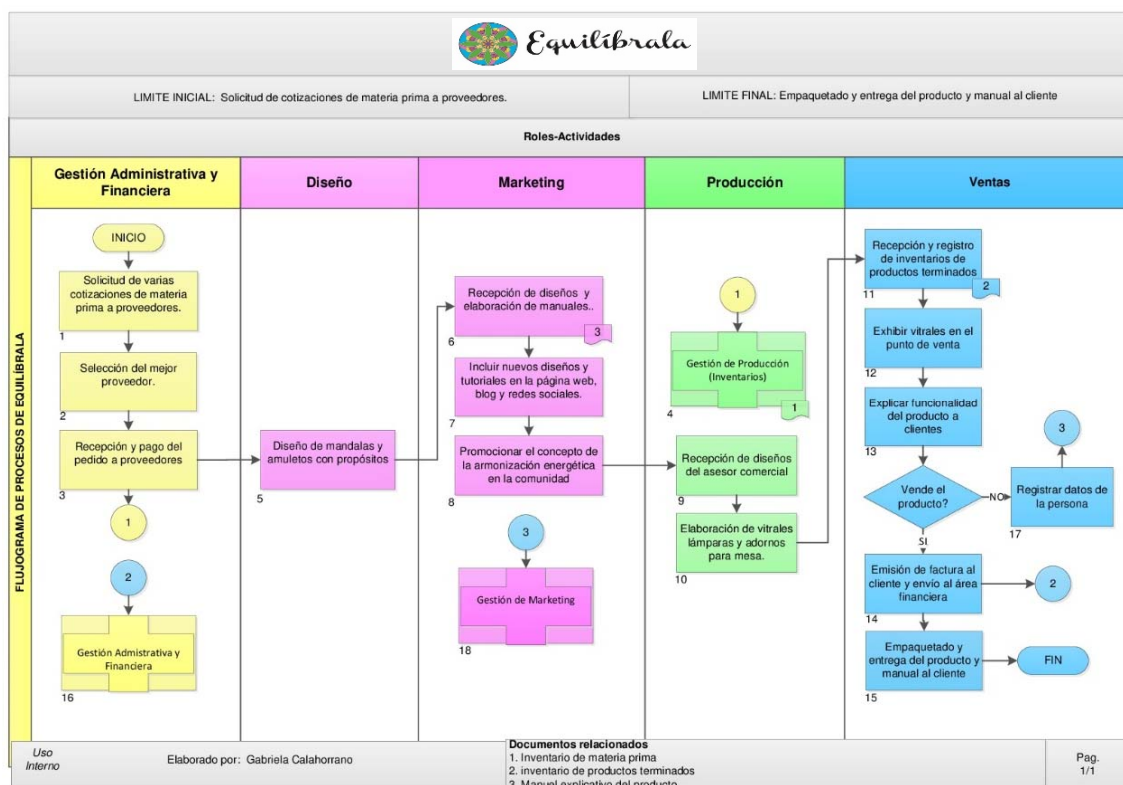 Equilíbrala
LIMITE INICIAL: Solicitud de cotizaciones de materia prima a proveedores.
LIMITE FINAL: Empaquetado y entrega del producto y manual al cliente
Roles-Actividades
FLUJOGRAMA DE PROCESOS DE EQUILÍBRALA
Gestión Administrativa y
Financiera
Diseño
Marketing
Producción
Ventas
INICIO
Solicitud de varias
cotizaciones de materia
prima a proveedores.
1
Selección del mejor
proveedor.
2
Recepción y pago del
pedido a proveedores
3
1
2
Gestión Admistrativa y
Financiera
16
Diseño de mandalas y
amuletos con propósitos
5
Recepción de diseños y
elaboración de manuales..
3
6
Incluir nuevos diseños y
tutoriales en la página web,
blog y redes sociales.
7
Promocionar el concepto de
la armonización energética
en la comunidad
8
3
Gestión de Marketing
18
1
Gestión de Producción
(Inventarios)
1
4
Recepción de diseños
del asesor comercial
9
Elaboración de vitrales
lámparas y adornos
para mesa.
10
Recepción y registro
de inventarios de
productos terminados
2
11
Exhibir vitrales en el
punto de venta
12
Explicar funcionalidad
del producto a
clientes
13
Vende el
producto?
NO
Registrar datos de
la persona
17
3
SI
Emisión de factura al
cliente y envío al área
financiera
14
2
Empaquetado y
entrega del producto y
manual al cliente
15
FIN
Uso
Interno
Elaborado por: Gabriela Calahorrano
Documentos relacionados
1. Inventario de materia prima
2. inventario de productos terminados
3. Manual explicativo del producto
Pag.
1/1